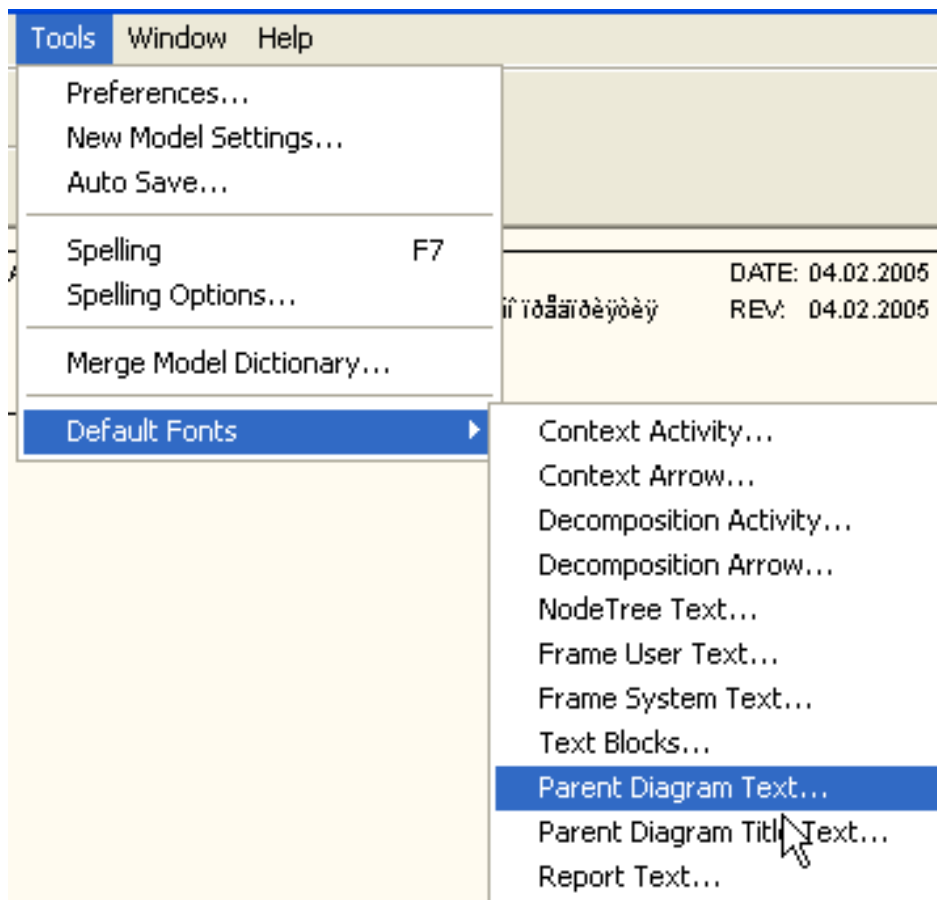 Tools Window Help
Preferences...
New Model Settings...
Auto Save...
Spelling F7
Spelling Options...
Merge Model Dictionary...
Default Fonts
DATE: 04.02.2005
ïî ïðåäïðèÿòèÿ REV: 04.02.2005
Context Activity...
Context Arrow...
Decomposition Activity...
Decomposition Arrow...
NodeTree Text...
Frame User Text...
Frame System Text...
Text Blocks...
Parent Diagram Text...
Parent Diagram Title Text...
Report Text...